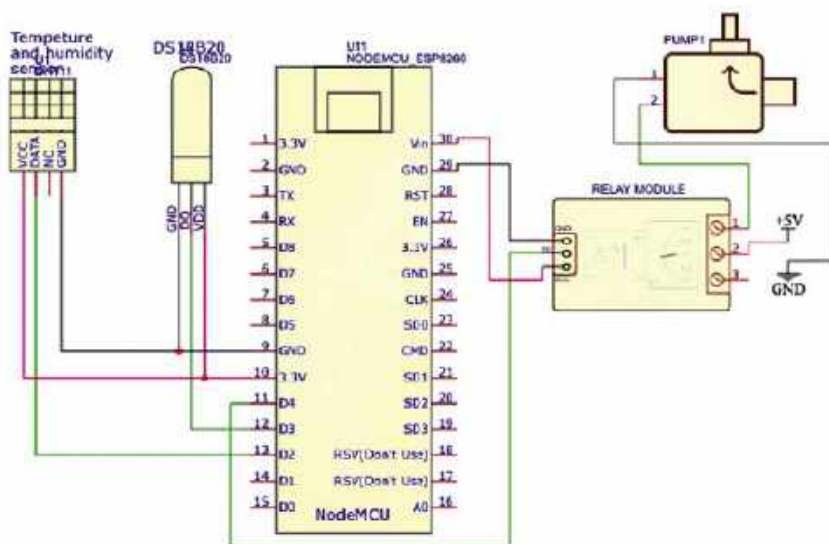 Tempeture
and humidity
sensor
VCC
DATA
NC
GND
DS18B20
DS18B20
GND
DQ
VDD
U11
NODEMCU_ESP8266
1 3.3V
2 GND
3 TX
4 RX
5 D8
6 D7
7 D6
8 D5
9 GND
10 3.3V
11 D4
12 D3
13 D2
14 D1
15 D0
Vin 30
GND 29
RST 28
EN 27
3.3V 26
GND 25
CLK 26
SD0 27
CMD 22
SD1 21
SD2 20
SD3 19
RSV(Don't Use) 18
RSV(Don't Use) 17
A0 16
NodeMCU
PUMP1
1
2
RELAY MODULE
1
2
3
+5V
GND